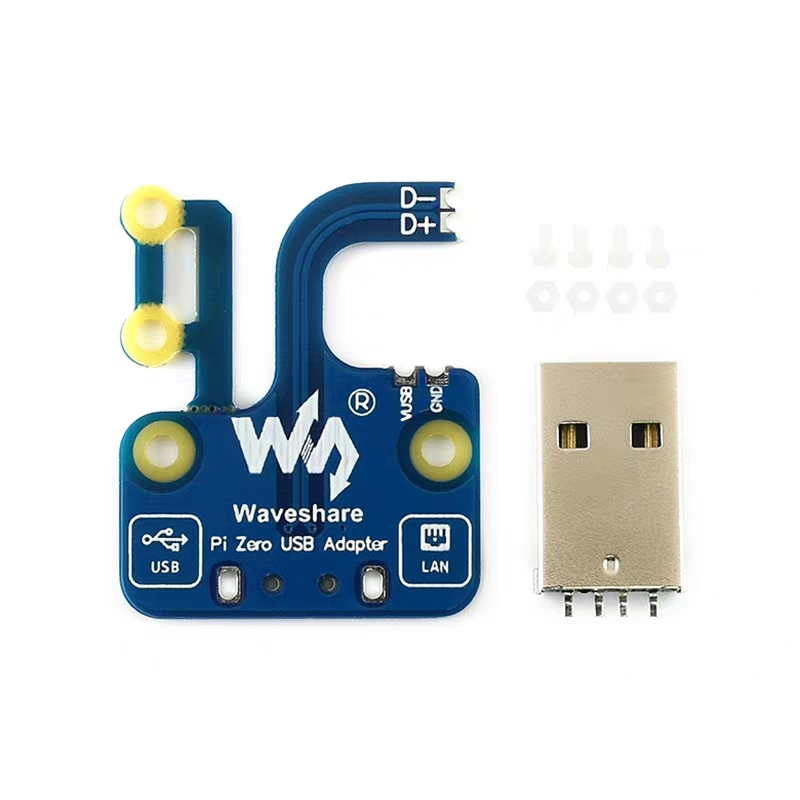 D-
D+
VUSB
GND
®
Waveshare
Pi Zero USB Adapter
USB
LAN